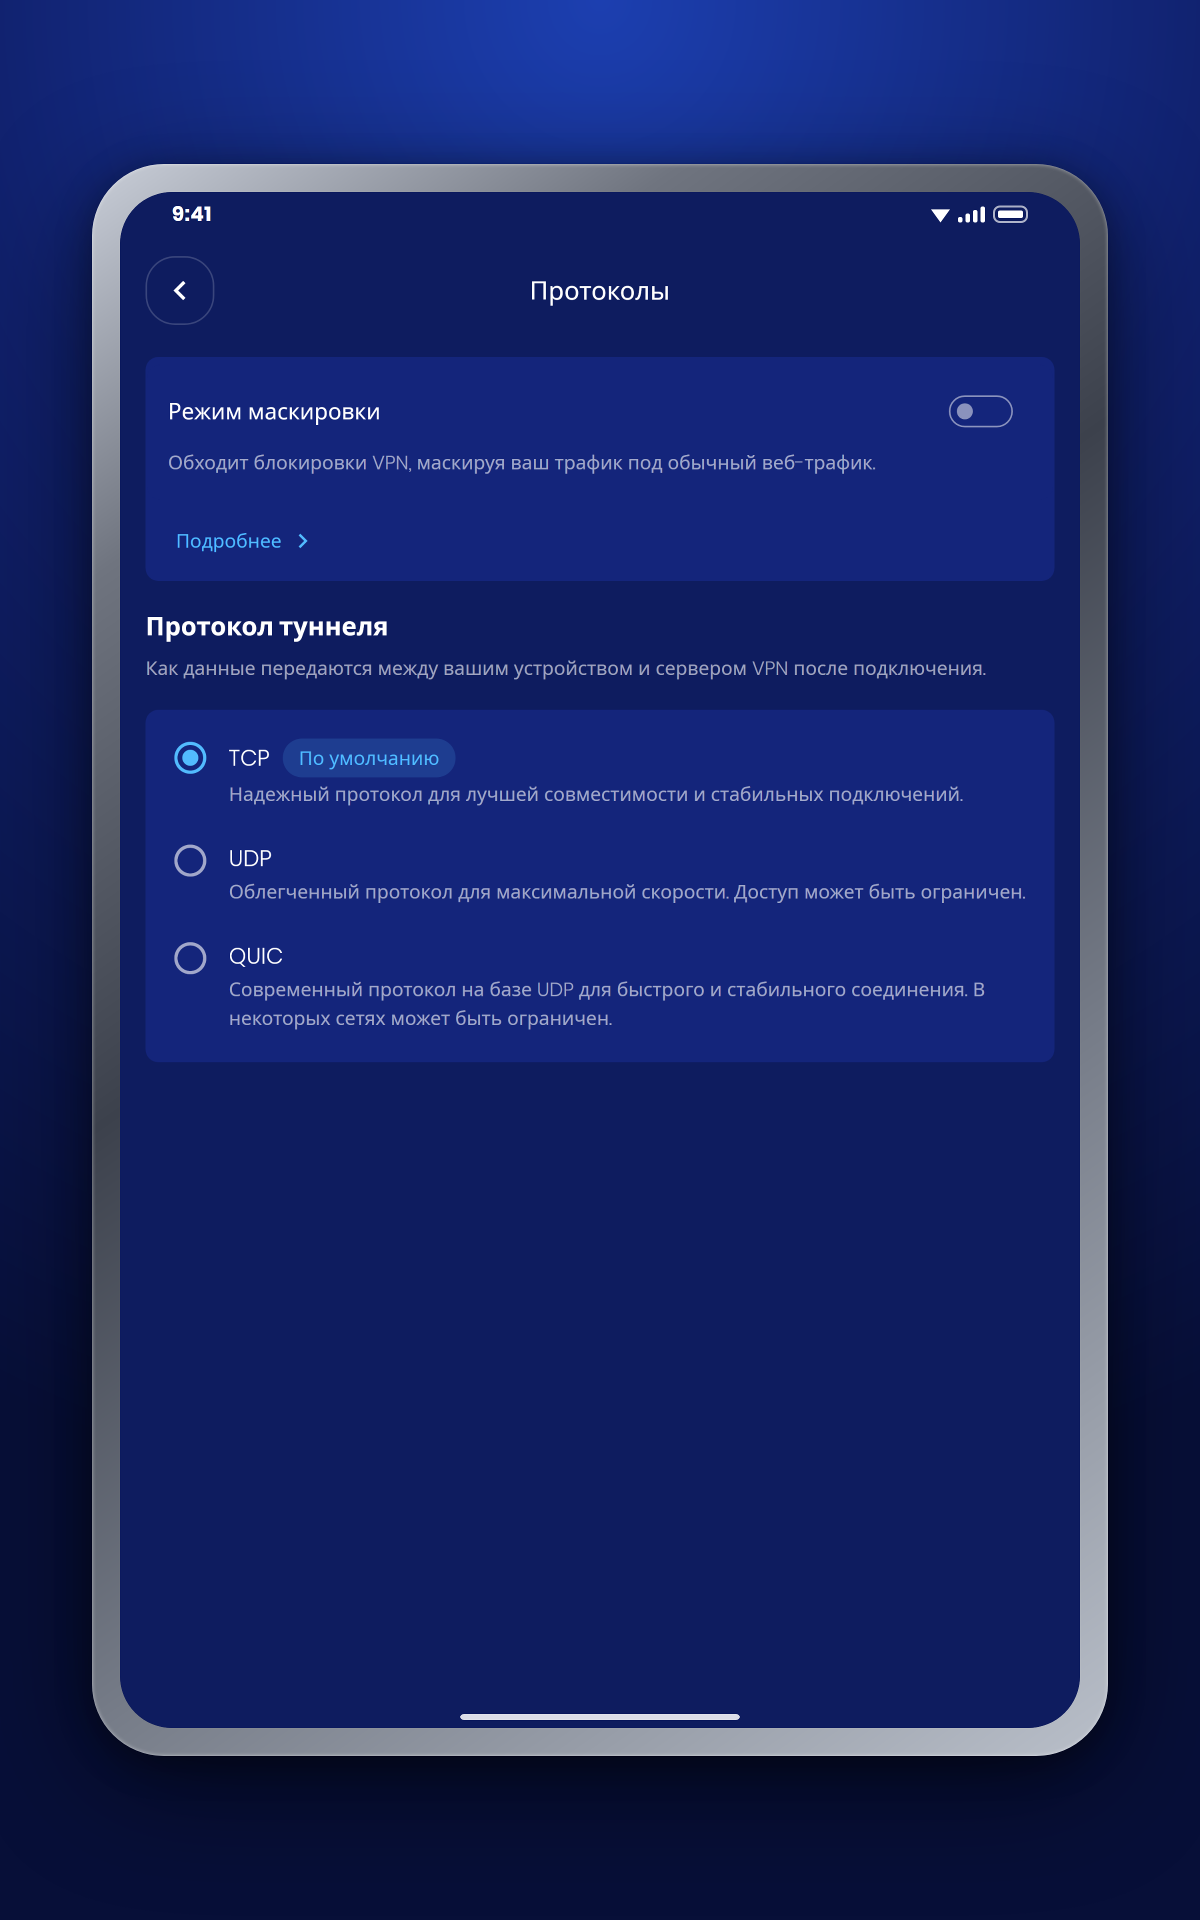 9:41
Протоколы
Режим маскировки
Обходит блокировки VPN, маскируя ваш трафик под обычный веб-трафик.
Подробнее
Протокол туннеля
Как данные передаются между вашим устройством и сервером VPN после подключения.
TCP По умолчанию
Надежный протокол для лучшей совместимости и стабильных подключений.
UDP
Облегченный протокол для максимальной скорости. Доступ может быть ограничен.
QUIC
Современный протокол на базе UDP для быстрого и стабильного соединения. В
некоторых сетях может быть ограничен.